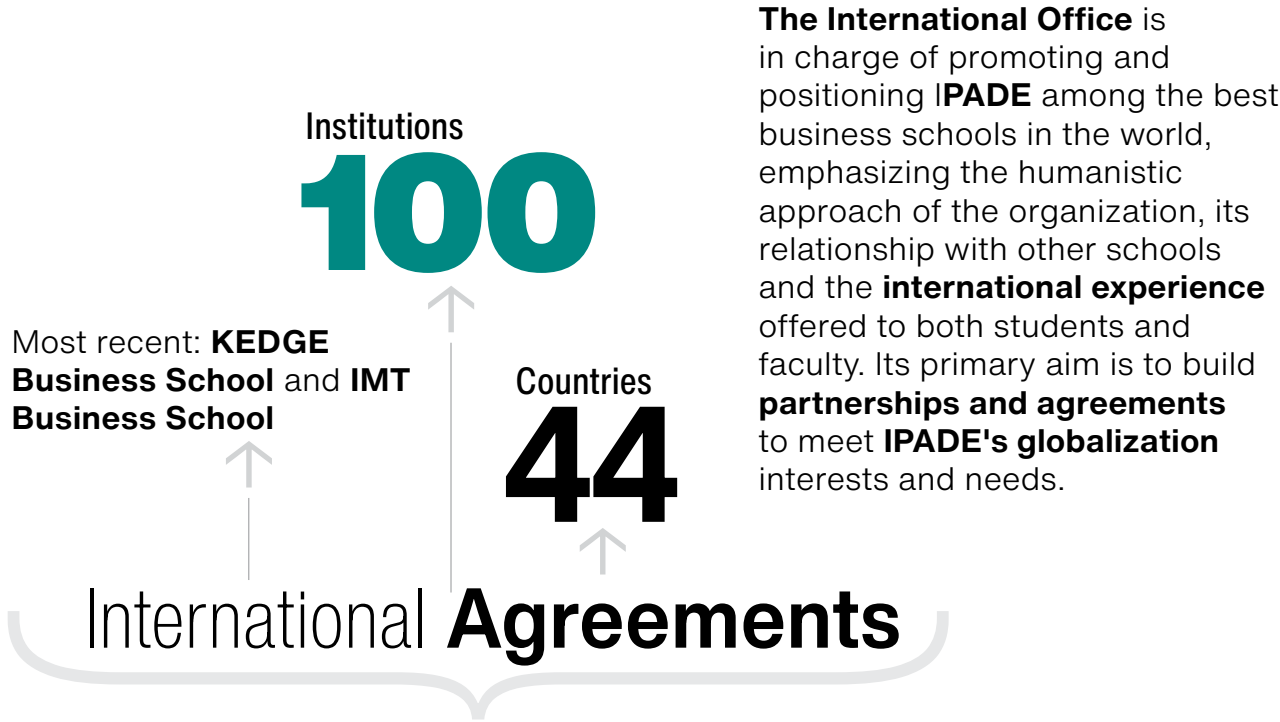 Institutions
100
Most recent: KEDGE
Business School and IMT
Business School
Countries
44
International Agreements
The International Office is
in charge of promoting and
positioning IPADE among the best
business schools in the world,
emphasizing the humanistic
approach of the organization, its
relationship with other schools
and the international experience
offered to both students and
faculty. Its primary aim is to build
partnerships and agreements
to meet IPADE's globalization
interests and needs.